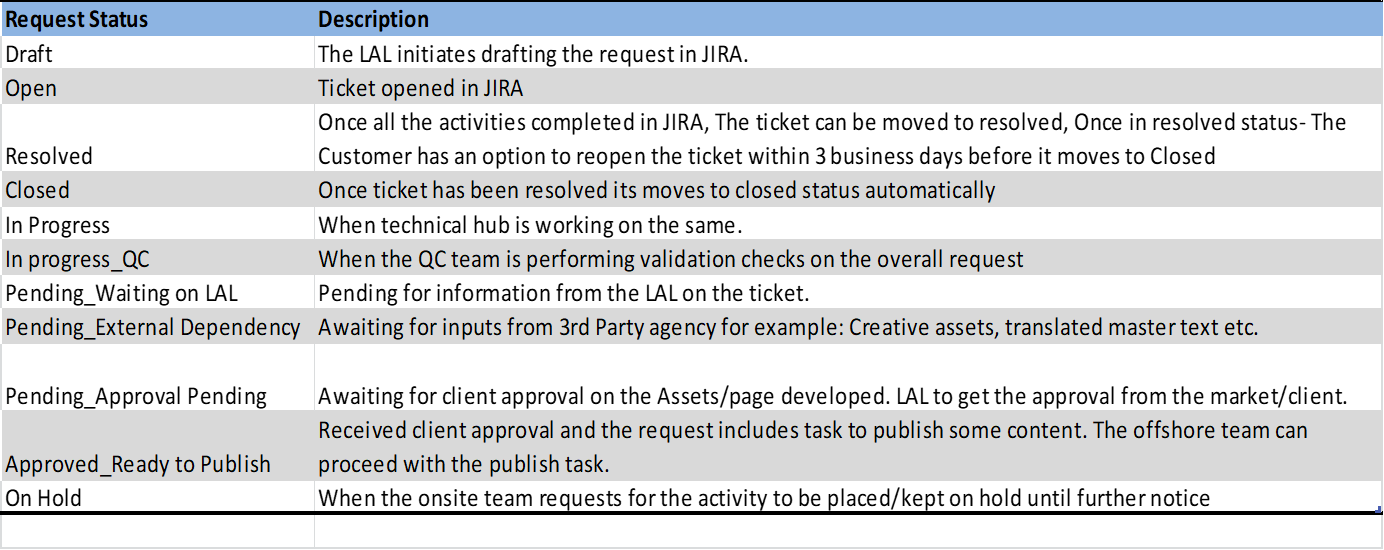 Request Status Description
Draft The LAL initiates drafting the request in JIRA.
Open Ticket opened in JIRA
Once all the activities completed in JIRA, The ticket can be moved to resolved, Once in resolved status- The
Resolved Customer has an option to reopen the ticket within 3 business days before it moves to Closed
Closed Once ticket has been resolved its moves to closed status automatically
In Progress When technical hub is working on the same.
In progress_QC When the QC team is performing validation checks on the overall request
Pending_Waiting on LAL Pending for information from the LAL on the ticket.
Pending_External Dependency Awaiting for inputs from 3rd Party agency for example: Creative assets, translated master text etc.
Pending_Approval Pending Awaiting for client approval on the Assets/page developed. LAL to get the approval from the market/client.
Received client approval and the request includes task to publish some content. The offshore team can
Approved_Ready to Publish proceed with the publish task.
On Hold When the onsite team requests for the activity to be placed/kept on hold until further notice